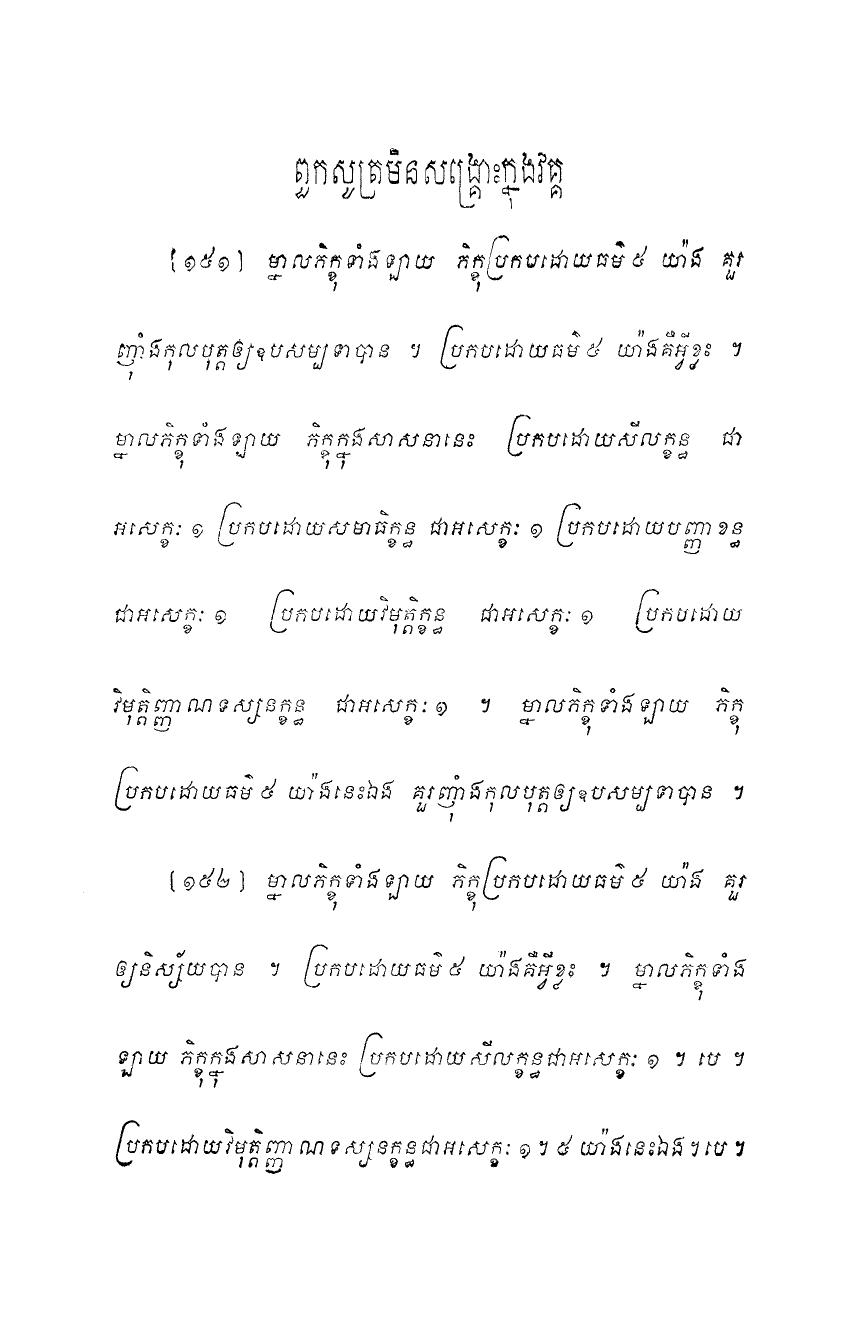 ពួកសូត្រមិនសង្គ្រោះក្នុងវគ្គ
[១៥១] ម្នាលភិក្ខុទាំងឡាយ ភិក្ខុប្រកបដោយធម៌ ៥ យ៉ាង គួរ
ញ៉ាំងកុលបុត្តឲ្យឧបសម្បទាបាន ។ ប្រកបដោយធម៌ ៥ យ៉ាងគឺអ្វីខ្លះ ។
ម្នាលភិក្ខុទាំងឡាយ ភិក្ខុក្នុងសាសនានេះ ប្រកបដោយសីលក្ខន្ធ ជា
អសេក្ខៈ ១ ប្រកបដោយសមាធិក្ខន្ធ ជាអសេក្ខៈ ១ ប្រកបដោយបញ្ញាខន្ធ
ជាអសេក្ខៈ ១ ប្រកបដោយវិមុត្តិក្ខន្ធ ជាអសេក្ខៈ ១ ប្រកបដោយ
វិមុត្តិញ្ញាណទស្សនក្ខន្ធ ជាអសេក្ខៈ ១ ។ ម្នាលភិក្ខុទាំងឡាយ ភិក្ខុ
ប្រកបដោយធម៌ ៥ យ៉ាងនេះឯង គួរញ៉ាំងកុលបុត្តឲ្យឧបសម្បទាបាន ។
[១៥២] ម្នាលភិក្ខុទាំងឡាយ ភិក្ខុប្រកបដោយធម៌ ៥ យ៉ាង គួរ
ឲ្យនិស្ស័យបាន ។ ប្រកបដោយធម៌ ៥ យ៉ាងគឺអ្វីខ្លះ ។ ម្នាលភិក្ខុទាំង
ឡាយ ភិក្ខុក្នុងសាសនានេះ ប្រកបដោយសីលក្ខន្ធជាអសេក្ខៈ ១ ។ បេ ។
ប្រកបដោយវិមុត្តិញ្ញាណទស្សនក្ខន្ធជាអសេក្ខៈ ១ ។ ៥ យ៉ាងនេះឯង ។ បេ ។